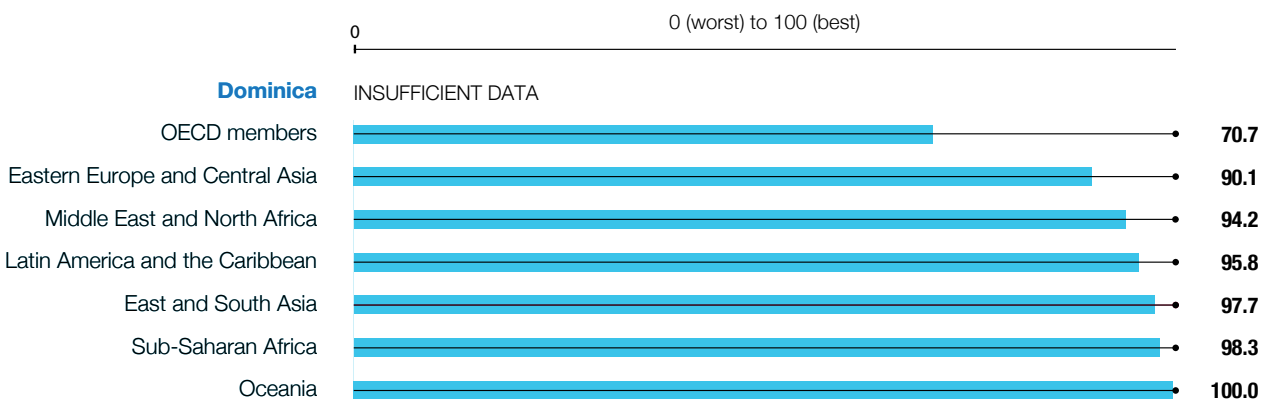 0 (worst) to 100 (best)
0
Dominica INSUFFICIENT DATA
OECD members 70.7
Eastern Europe and Central Asia 90.1
Middle East and North Africa 94.2
Latin America and the Caribbean 95.8
East and South Asia 97.7
Sub-Saharan Africa 98.3
Oceania 100.0